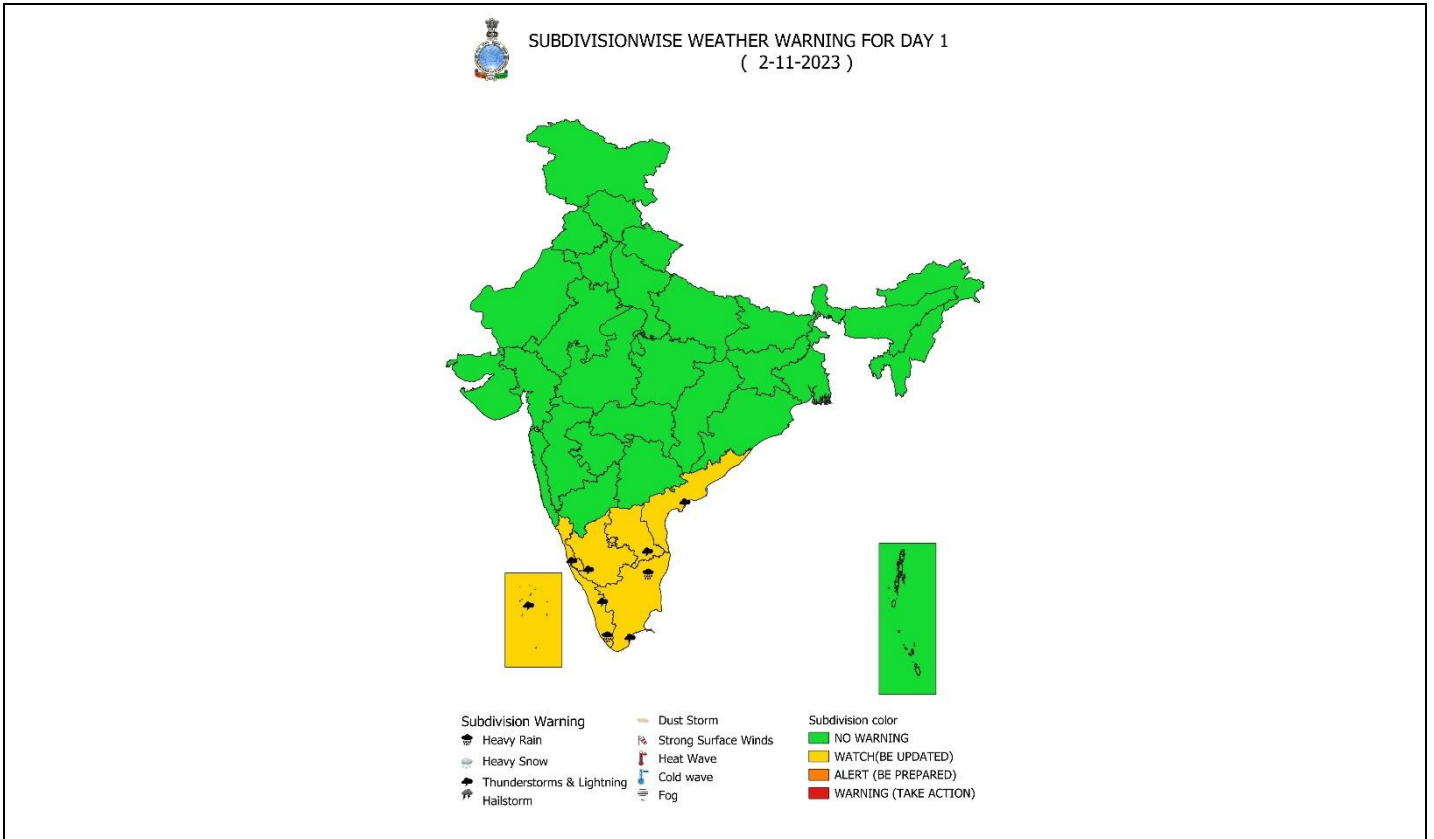 SUBDIVISIONWISE WEATHER WARNING FOR DAY 1
( 2-11-2023 )
Subdivision Warning
Heavy Rain
Heavy Snow
Thunderstorms & Lightning
Hailstorm
Dust Storm
Strong Surface Winds
Heat Wave
Cold wave
Fog
Subdivision color
NO WARNING
WATCH(BE UPDATED)
ALERT (BE PREPARED)
WARNING (TAKE ACTION)